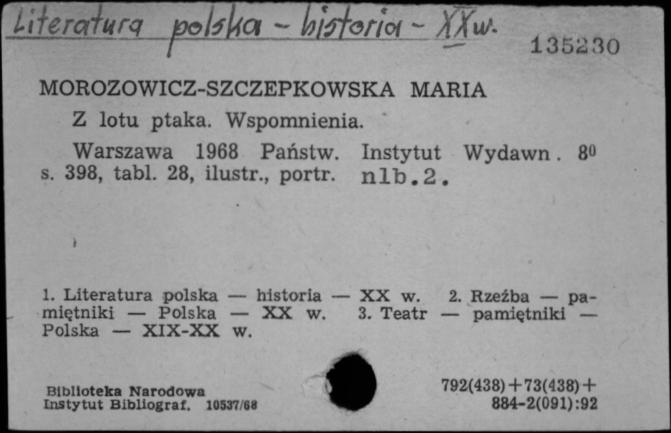 Literatura polska - historia - XX w.
135230
MOROZOWICZ-SZCZEPKOWSKA MARIA
Z lotu ptaka. Wspomnienia.
Warszawa 1968 Państw. Instytut Wydawn. 8⁰
s. 398, tabl. 28, ilustr., portr. nlb.2.
1. Literatura polska — historia — XX w. 2. Rzeźba — pa-
miętniki — Polska — XX w. 3. Teatr — pamiętniki —
Polska — XIX-XX w.
Biblioteka Narodowa
Instytut Bibliograf. 10537/68
792(438)+73(438)+
884-2(091):92